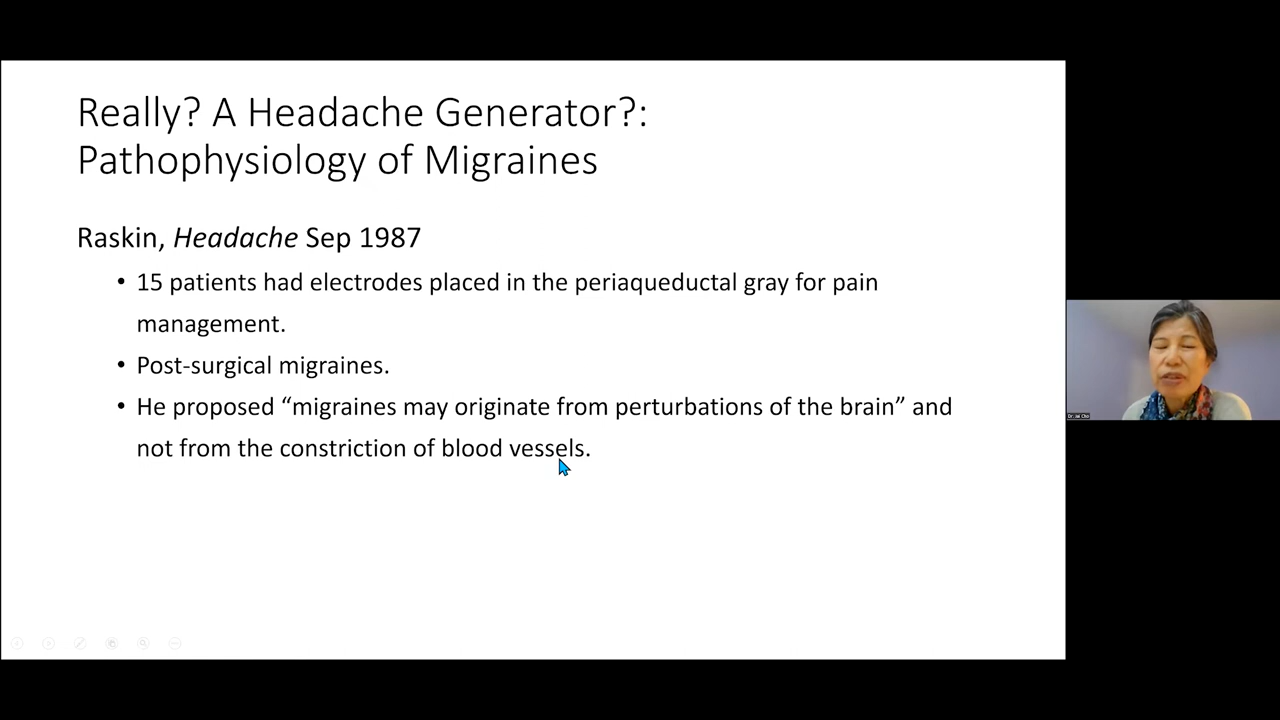 Really? A Headache Generator?:
Pathophysiology of Migraines
Raskin, Headache Sep 1987
• 15 patients had electrodes placed in the periaqueductal gray for pain
management.
• Post-surgical migraines.
• He proposed “migraines may originate from perturbations of the brain” and
not from the constriction of blood vessels.